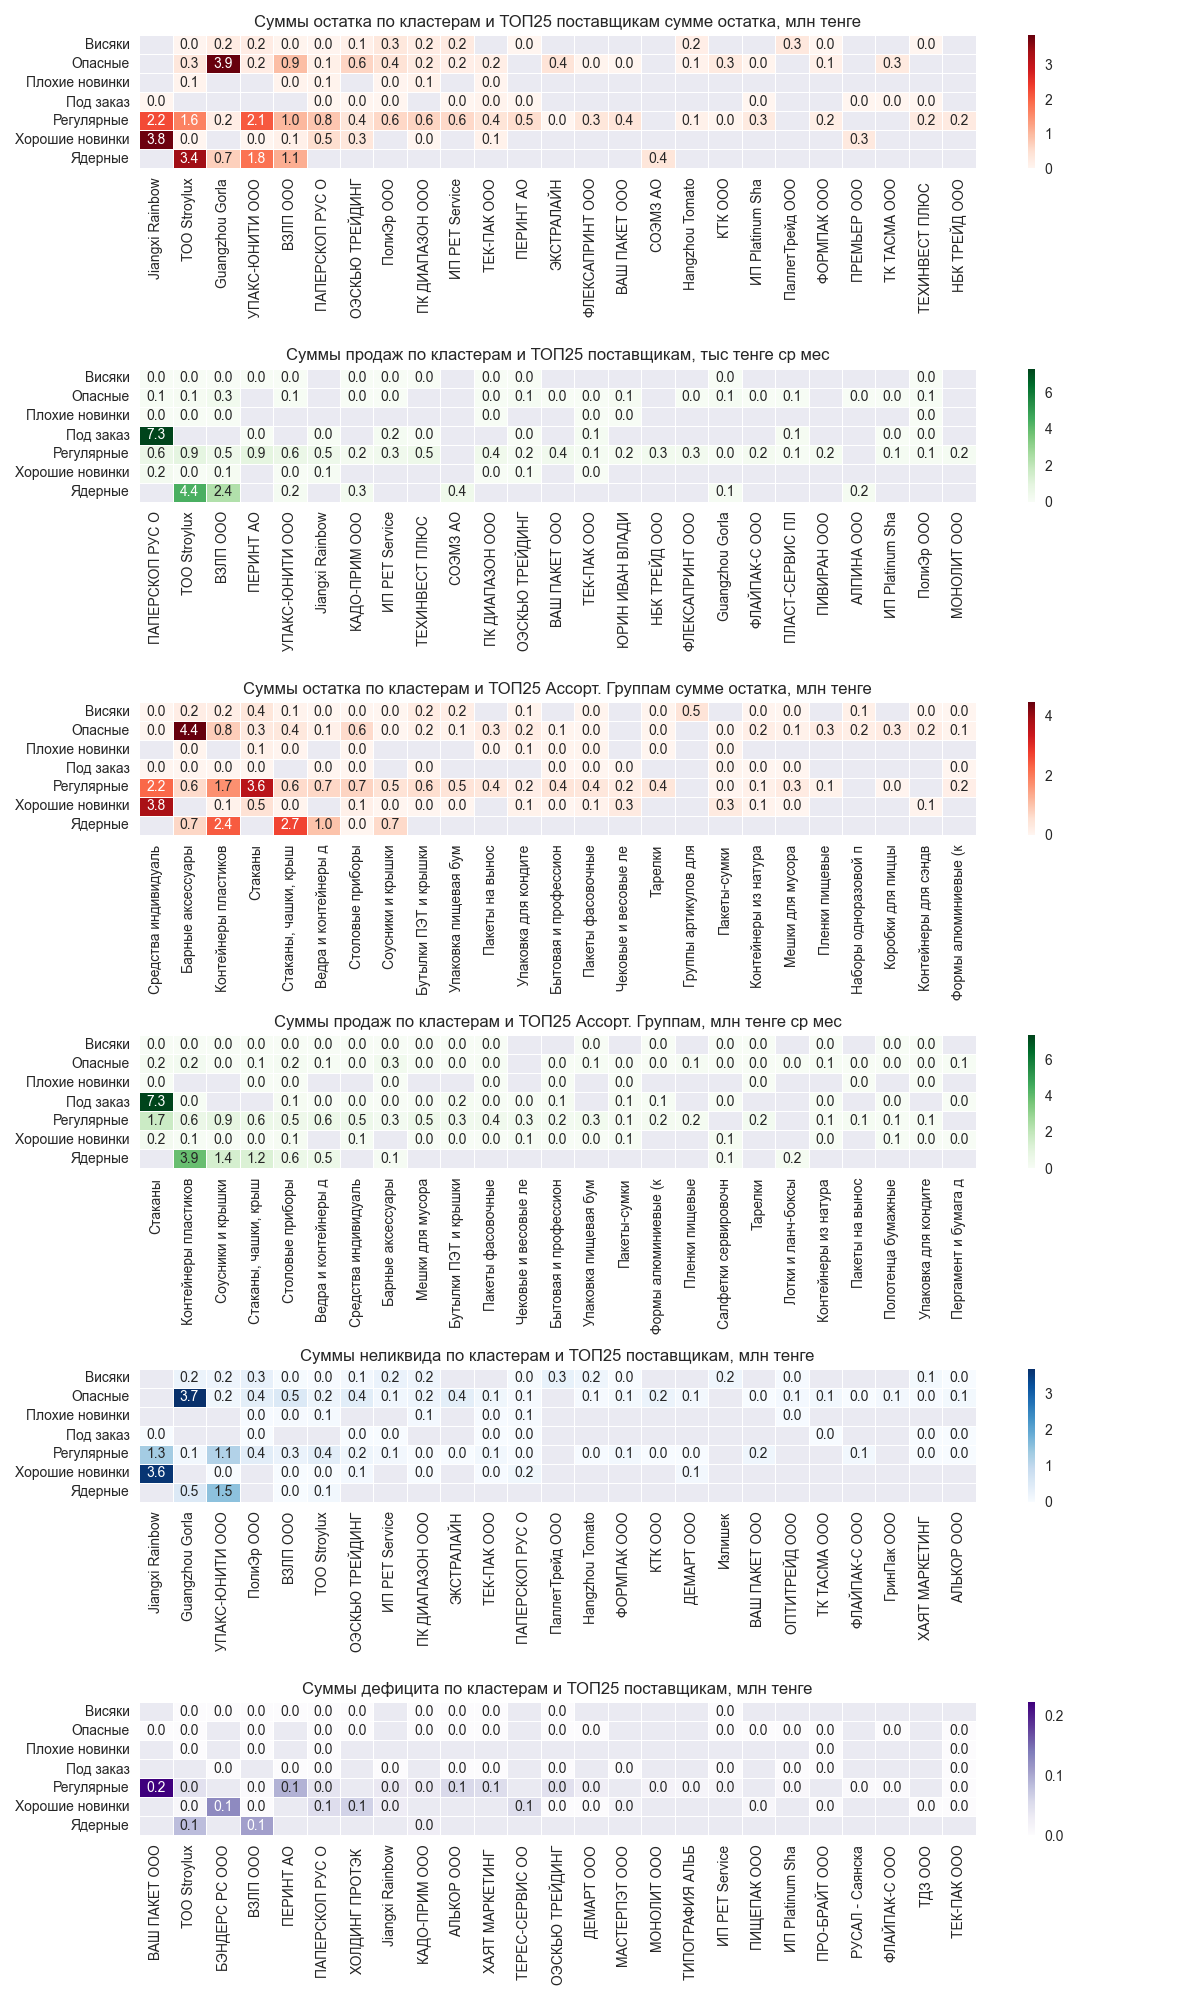 Суммы остатка по кластерам и ТОП25 поставщикам сумме остатка, млн тенге
Висяки 0.0 0.2 0.2 0.0 0.0 0.1 0.3 0.2 0.2 0.0 0.2 0.3 0.0 0.0
Опасные 0.3 3.9 0.2 0.9 0.1 0.6 0.4 0.2 0.2 0.2 0.4 0.0 0.0 0.1 0.3 0.0 0.1 0.3
Плохие новинки 0.1 0.0 0.1 0.0 0.1 0.0
Под заказ 0.0 0.0 0.0 0.0 0.0 0.0 0.0 0.0 0.0 0.0 0.0
Регулярные 2.2 1.6 0.2 2.1 1.0 0.8 0.4 0.6 0.6 0.6 0.4 0.5 0.0 0.3 0.4 0.1 0.0 0.3 0.2 0.2 0.2
Хорошие новинки 3.8 0.0 0.0 0.1 0.5 0.3 0.0 0.1 0.3
Ядерные 3.4 0.7 1.8 1.1 0.4
3
2
1
0
Jiangxi Rainbow
ТОО Stroylux
Guangzhou Gorla
УПАКС-ЮНИТИ ООО
ВЗЛП ООО
ПАПЕРСКОП РУС О
ОЭСКЬЮ ТРЕЙДИНГ
ПолиЭр ООО
ПК ДИАПАЗОН ООО
ИП РЕТ Service
ТЕК-ПАК ООО
ПЕРИНТ АО
ЭКСТРАЛАЙН
ФЛЕКСАПРИНТ ООО
ВАШ ПАКЕТ ООО
СОЭМЗ АО
Hangzhou Tomato
КТК ООО
ИП Platinum Sha
ПаллетТрейд ООО
ФОРМПАК ООО
ПРЕМЬЕР ООО
ТК ТАСМА ООО
ТЕХИНВЕСТ ПЛЮС
НБК ТРЕЙД ООО
Суммы продаж по кластерам и ТОП25 поставщикам, тыс тенге ср мес
Висяки 0.0 0.0 0.0 0.0 0.0 0.0 0.0 0.0 0.0 0.0 0.0 0.0
Опасные 0.1 0.1 0.3 0.1 0.0 0.0 0.0 0.1 0.0 0.0 0.1 0.0 0.1 0.0 0.1 0.0 0.0 0.1
Плохие новинки 0.0 0.0 0.0 0.0 0.0 0.0 0.0
Под заказ 7.3 0.0 0.0 0.2 0.0 0.0 0.1 0.1 0.0 0.0
Регулярные 0.6 0.9 0.5 0.9 0.6 0.5 0.2 0.3 0.5 0.4 0.2 0.4 0.1 0.2 0.3 0.3 0.0 0.2 0.1 0.2 0.1 0.1 0.2
Хорошие новинки 0.2 0.0 0.1 0.0 0.1 0.0 0.1 0.0
Ядерные 4.4 2.4 0.2 0.3 0.4 0.1 0.2
6
4
2
0
ПАПЕРСКОП РУС О
ТОО Stroylux
ВЗЛП ООО
ПЕРИНТ АО
УПАКС-ЮНИТИ ООО
Jiangxi Rainbow
КАДО-ПРИМ ООО
ИП РЕТ Service
ТЕХИНВЕСТ ПЛЮС
СОЭМЗ АО
ПК ДИАПАЗОН ООО
ОЭСКЬЮ ТРЕЙДИНГ
ВАШ ПАКЕТ ООО
ТЕК-ПАК ООО
ЮРИН ИВАН ВЛАДИ
НБК ТРЕЙД ООО
ФЛЕКСАПРИНТ ООО
Guangzhou Gorla
ФЛАЙПАК-С ООО
ПЛАСТ-СЕРВИС ПЛ
ПИВИРАН ООО
АЛПИНА ООО
ИП Platinum Sha
ПолиЭр ООО
МОНОЛИТ ООО
Суммы остатка по кластерам и ТОП25 Ассорт. Группам сумме остатка, млн тенге
Висяки 0.0 0.2 0.2 0.4 0.1 0.0 0.0 0.0 0.2 0.2 0.1 0.0 0.0 0.5 0.0 0.0 0.1 0.0 0.0
Опасные 0.0 4.4 0.8 0.3 0.4 0.1 0.6 0.0 0.2 0.1 0.3 0.2 0.1 0.0 0.0 0.0 0.2 0.1 0.3 0.2 0.3 0.2 0.1
Плохие новинки 0.0 0.1 0.0 0.0 0.0 0.1 0.0 0.0 0.0
Под заказ 0.0 0.0 0.0 0.0 0.0 0.0 0.0 0.0 0.0 0.0 0.0 0.0 0.0 0.0
Регулярные 2.2 0.6 1.7 3.6 0.6 0.7 0.7 0.5 0.6 0.5 0.4 0.2 0.4 0.4 0.2 0.4 0.0 0.1 0.3 0.1 0.0 0.2
Хорошие новинки 3.8 0.1 0.5 0.0 0.1 0.0 0.0 0.0 0.1 0.0 0.1 0.3 0.3 0.1 0.0 0.1
Ядерные 0.7 2.4 2.7 1.0 0.0 0.7
4
2
0
Средства индивидуаль
Барные аксессуары
Контейнеры пластиков
Стаканы
Стаканы, чашки, крыш
Ведра и контейнеры д
Столовые приборы
Соусники и крышки
Бутылки ПЭТ и крышки
Упаковка пищевая бум
Пакеты на вынос
Упаковка для кондите
Бытовая и профессион
Пакеты фасовочные
Чековые и весовые ле
Тарелки
Группы артикулов для
Пакеты-сумки
Контейнеры из натура
Мешки для мусора
Пленки пищевые
Наборы одноразовой п
Коробки для пиццы
Контейнеры для сэндв
Формы алюминиевые (к
Суммы продаж по кластерам и ТОП25 Ассорт. Группам, млн тенге ср мес
Висяки 0.0 0.0 0.0 0.0 0.0 0.0 0.0 0.0 0.0 0.0 0.0 0.0 0.0 0.0 0.0 0.0 0.0 0.0
Опасные 0.2 0.2 0.0 0.1 0.2 0.1 0.0 0.3 0.0 0.0 0.0 0.0 0.1 0.0 0.0 0.1 0.0 0.0 0.0 0.1 0.0 0.0 0.0 0.1
Плохие новинки 0.0 0.0 0.0 0.0 0.0 0.0 0.0 0.0 0.0 0.0
Под заказ 7.3 0.0 0.1 0.0 0.0 0.0 0.0 0.2 0.0 0.0 0.1 0.1 0.1 0.0 0.0 0.0 0.0
Регулярные 1.7 0.6 0.9 0.6 0.5 0.6 0.5 0.3 0.5 0.3 0.4 0.3 0.2 0.3 0.1 0.2 0.2 0.2 0.1 0.1 0.1 0.1
Хорошие новинки 0.2 0.1 0.0 0.0 0.1 0.1 0.0 0.0 0.0 0.1 0.0 0.0 0.1 0.1 0.0 0.1 0.0 0.0
Ядерные 3.9 1.4 1.2 0.6 0.5 0.1 0.1 0.2
6
4
2
0
Стаканы
Контейнеры пластиков
Соусники и крышки
Стаканы, чашки, крыш
Столовые приборы
Ведра и контейнеры д
Средства индивидуаль
Барные аксессуары
Мешки для мусора
Бутылки ПЭТ и крышки
Пакеты фасовочные
Чековые и весовые ле
Бытовая и профессион
Упаковка пищевая бум
Пакеты-сумки
Формы алюминиевые (к
Пленки пищевые
Салфетки сервировочн
Тарелки
Лотки и ланч-боксы
Контейнеры из натура
Пакеты на вынос
Полотенца бумажные
Упаковка для кондите
Пергамент и бумага д
Суммы неликвида по кластерам и ТОП25 поставщикам, млн тенге
Висяки 0.2 0.2 0.3 0.0 0.0 0.1 0.2 0.2 0.0 0.3 0.2 0.0 0.2 0.0 0.1 0.0
Опасные 3.7 0.2 0.4 0.5 0.2 0.4 0.1 0.2 0.4 0.1 0.1 0.1 0.1 0.2 0.1 0.0 0.1 0.1 0.0 0.1 0.0 0.1
Плохие новинки 0.0 0.0 0.1 0.1 0.0 0.1 0.0
Под заказ 0.0 0.0 0.0 0.0 0.0 0.0 0.0 0.0 0.0
Регулярные 1.3 0.1 1.1 0.4 0.3 0.4 0.2 0.1 0.0 0.0 0.1 0.0 0.0 0.1 0.0 0.0 0.2 0.1 0.0 0.0
Хорошие новинки 3.6 0.0 0.0 0.0 0.1 0.0 0.0 0.2 0.1
Ядерные 0.5 1.5 0.0 0.1
3
2
1
0
Jiangxi Rainbow
Guangzhou Gorla
УПАКС-ЮНИТИ ООО
ПолиЭр ООО
ВЗЛП ООО
ТОО Stroylux
ОЭСКЬЮ ТРЕЙДИНГ
ИП РЕТ Service
ПК ДИАПАЗОН ООО
ЭКСТРАЛАЙН
ТЕК-ПАК ООО
ПАПЕРСКОП РУС О
ПаллетТрейд ООО
Hangzhou Tomato
ФОРМПАК ООО
КТК ООО
ДЕМАРТ ООО
Излишек
ВАШ ПАКЕТ ООО
ОПТИТРЕЙД ООО
ТК ТАСМА ООО
ФЛАЙПАК-С ООО
ГринПак ООО
ХАЯТ МАРКЕТИНГ
АЛЬКОР ООО
Суммы дефицита по кластерам и ТОП25 поставщикам, млн тенге
Висяки 0.0 0.0 0.0 0.0 0.0 0.0 0.0 0.0 0.0 0.0 0.0
Опасные 0.0 0.0 0.0 0.0 0.0 0.0 0.0 0.0 0.0 0.0 0.0 0.0 0.0 0.0 0.0 0.0
Плохие новинки 0.0 0.0 0.0 0.0 0.0
Под заказ 0.0 0.0 0.0 0.0 0.0 0.0 0.0 0.0 0.0 0.0 0.0 0.0
Регулярные 0.2 0.0 0.0 0.1 0.0 0.0 0.0 0.1 0.1 0.0 0.0 0.0 0.0 0.0 0.0 0.0 0.0 0.0
Хорошие новинки 0.0 0.1 0.0 0.1 0.1 0.0 0.1 0.0 0.0 0.0 0.0 0.0 0.0 0.0
Ядерные 0.1 0.1 0.0
0.2
0.1
0.0
ВАШ ПАКЕТ ООО
ТОО Stroylux
БЭНДЕРС РС ООО
ВЗЛП ООО
ПЕРИНТ АО
ПАПЕРСКОП РУС О
ХОЛДИНГ ПРОТЭК
Jiangxi Rainbow
КАДО-ПРИМ ООО
АЛЬКОР ООО
ХАЯТ МАРКЕТИНГ
ТЕРЕС-СЕРВИС ОО
ОЭСКЬЮ ТРЕЙДИНГ
ДЕМАРТ ООО
МАСТЕРПЭТ ООО
МОНОЛИТ ООО
ТИПОГРАФИЯ АЛЬБ
ИП РЕТ Service
ПИЩЕПАК ООО
ИП Platinum Sha
ПРО-БРАЙТ ООО
РУСАЛ - Саянска
ФЛАЙПАК-С ООО
ТДЗ ООО
ТЕК-ПАК ООО